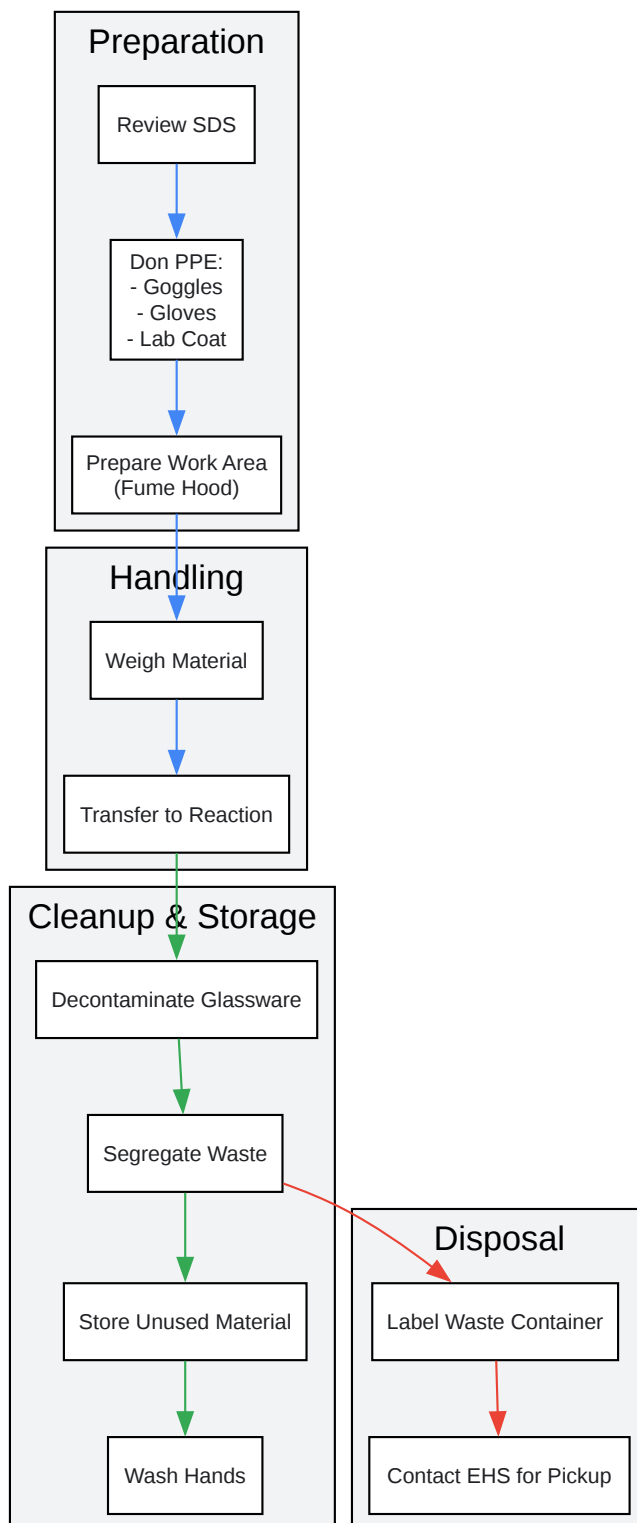 Preparation
Review SDS
Don PPE:
- Goggles
- Gloves
- Lab Coat
Prepare Work Area
(Fume Hood)
Handling
Weigh Material
Transfer to Reaction
Cleanup & Storage
Decontaminate Glassware
Segregate Waste
Store Unused Material
Wash Hands
Disposal
Label Waste Container
Contact EHS for Pickup